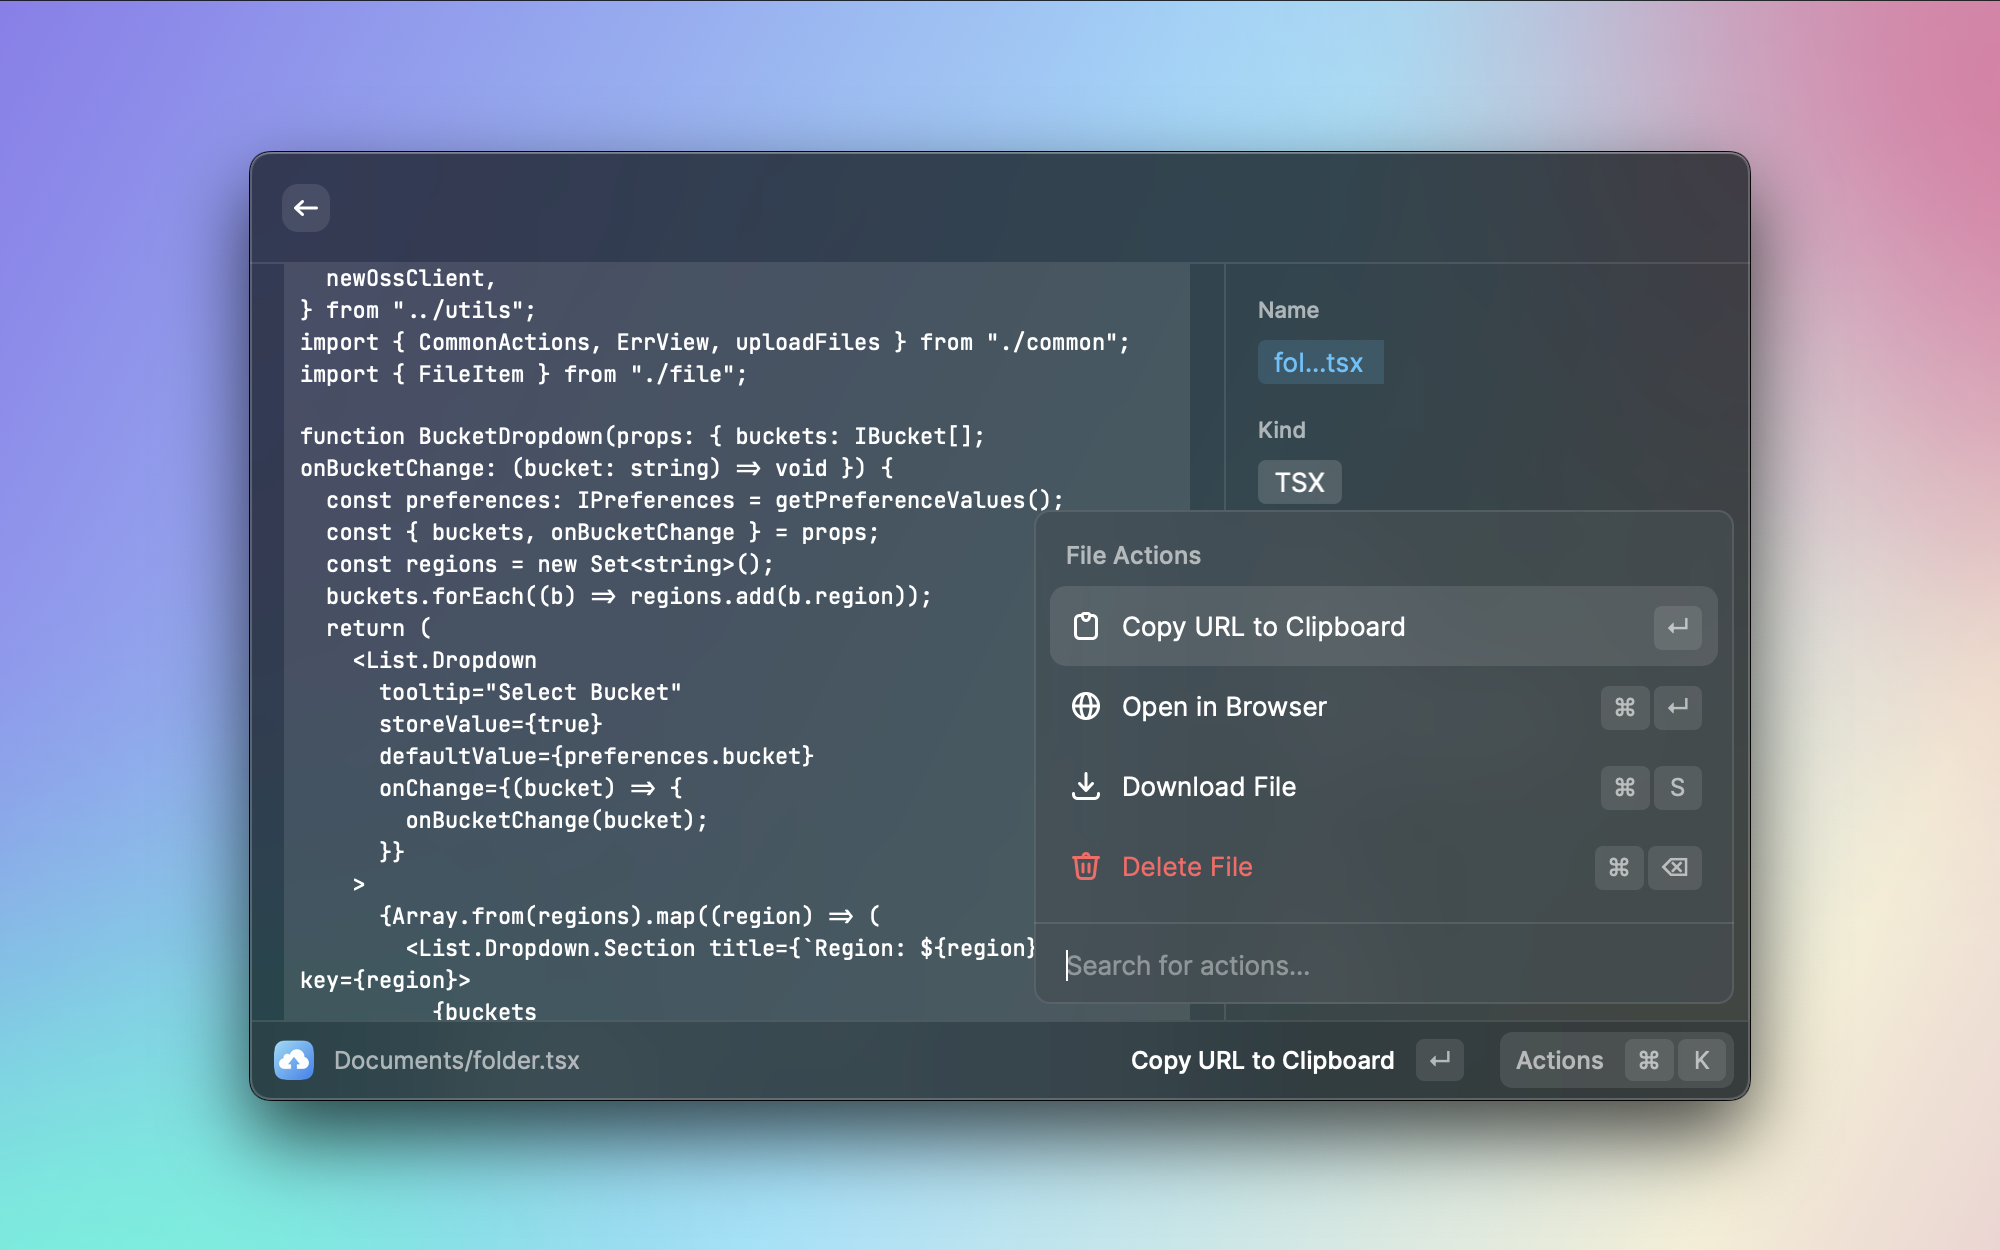 newOssClient,
} from "../utils";
import { CommonActions, ErrView, uploadFiles } from "./common";
import { FileItem } from "./file";
function BucketDropdown(props: { buckets: IBucket[];
onBucketChange: (bucket: string) => void }) {
const preferences: IPreferences = getPreferenceValues();
const { buckets, onBucketChange } = props;
const regions = new Set<string>();
buckets.forEach((b) => regions.add(b.region));
return (
<List.Dropdown
tooltip="Select Bucket"
storeValue={true}
defaultValue={preferences.bucket}
onChange={(bucket) => {
onBucketChange(bucket);
}}
>
{Array.from(regions).map((region) => (
<List.Dropdown.Section title={`Region: ${region}
key={region}>
{buckets
Name
fol...tsx
Kind
TSX
File Actions
Copy URL to Clipboard ↵
Open in Browser ⌘ ↵
Download File ⌘ S
Delete File ⌘ ⌫
Search for actions...
Documents/folder.tsx
Copy URL to Clipboard ↵
Actions ⌘ K